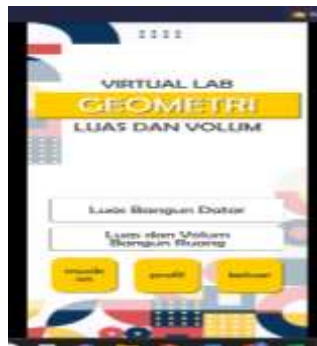 VIRTUAL LAB
GEOMETRI
LUAS DAN VOLUM
Luas Bangun Datar
Luas dan Volum
Bangun Ruang
profil
keluar